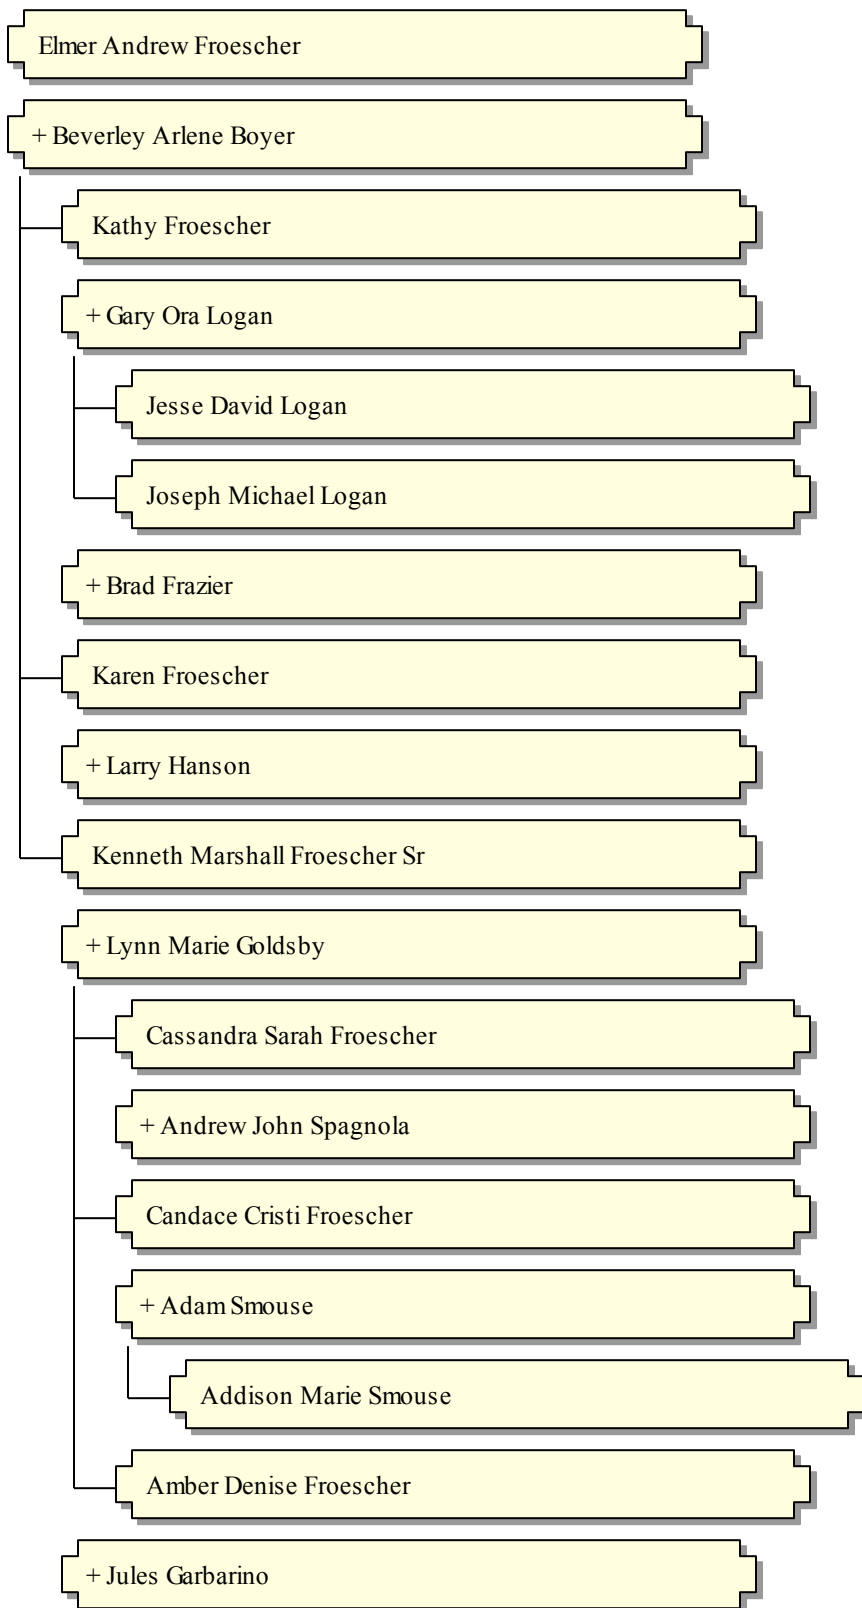 Elmer Andrew Froescher
+ Beverley Arlene Boyer
Kathy Froescher
+ Gary Ora Logan
Jesse David Logan
Joseph Michael Logan
+ Brad Frazier
Karen Froescher
+ Larry Hanson
Kenneth Marshall Froescher Sr
+ Lynn Marie Goldsby
Cassandra Sarah Froescher
+ Andrew John Spagnola
Candace Cristi Froescher
+ Adam Smouse
Addison Marie Smouse
Amber Denise Froescher
+ Jules Garbarino